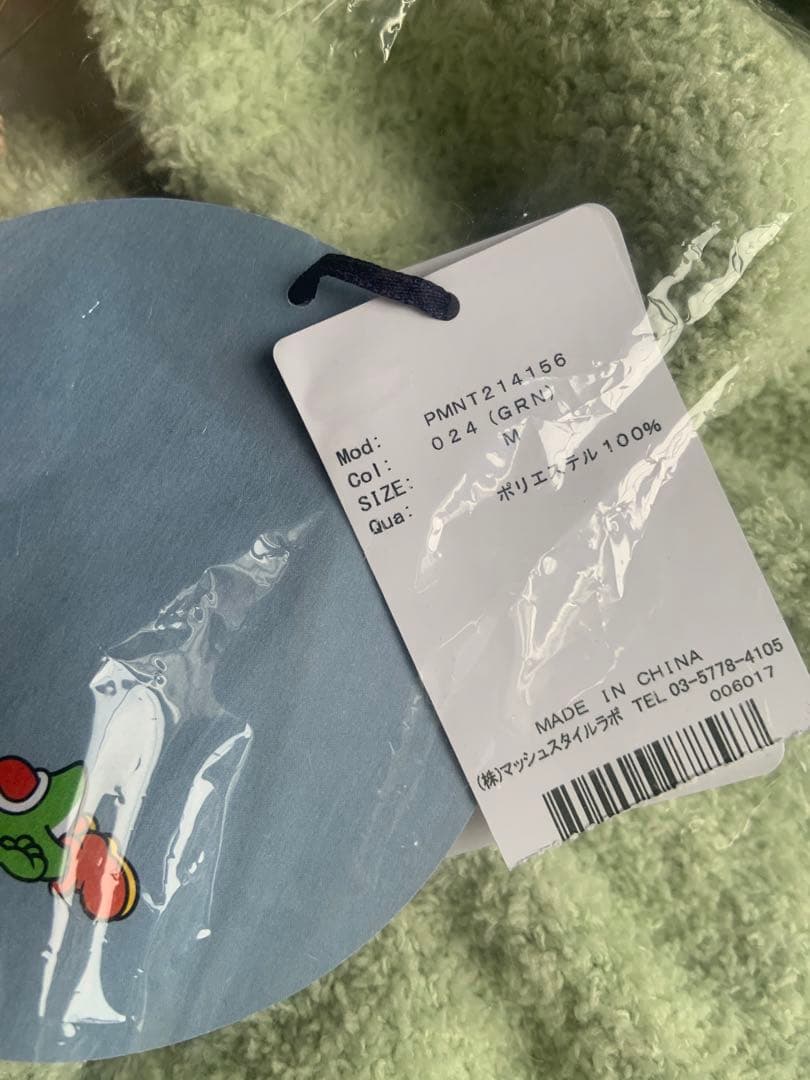 Mod: PMNT214156
Col: 024 (GRN)
SIZE: M
Qua: ポリエステル100%
MADE IN CHINA
(株)マッシュスタイルラボ TEL 03-5778-4105
006017